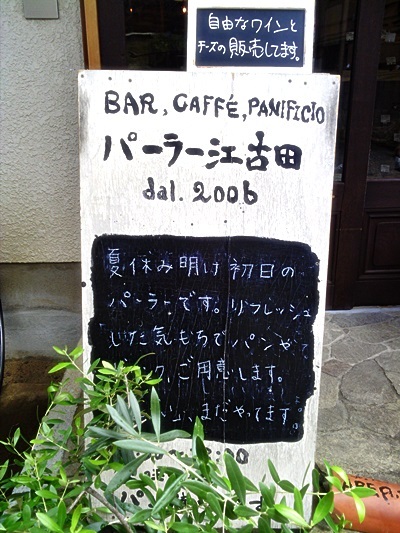 自由なワインと
チーズの販売してます。
BAR, CAFFÉ, PANIFICIO
パーラー江古田
dal. 2006
夏休み明け初日の
パーラーです。リフレッシュ
した気もちでパンやっ
ご用意します。
まだやってます。
:00